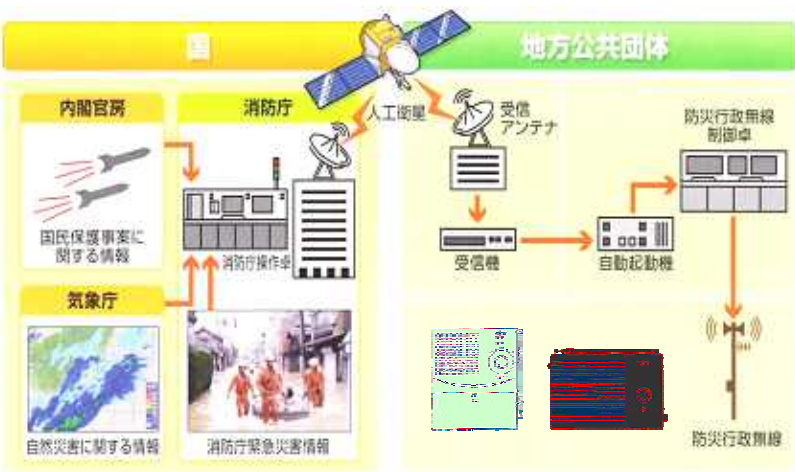 国
地方公共団体
内閣官房
消防庁
人工衛星
受信
アンテナ
防災行政無線
制御卓
国民保護事案に
関する情報
消防庁操作卓
受信機
自動起動機
気象庁
自然災害に関する情報
消防庁緊急災害情報
防災行政無線